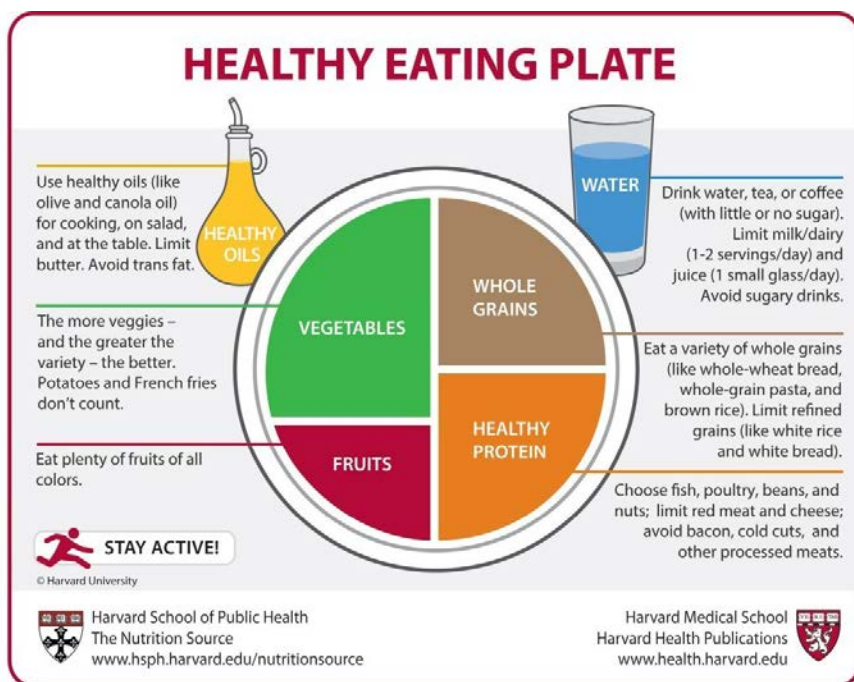 HEALTHY EATING PLATE
Use healthy oils (like
olive and canola oil)
for cooking, on salad,
and at the table. Limit
butter. Avoid trans fat.
HEALTHY
OILS
WATER
Drink water, tea, or coffee
(with little or no sugar).
Limit milk/dairy
(1-2 servings/day) and
juice (1 small glass/day).
Avoid sugary drinks.
The more veggies –
and the greater the
variety – the better.
Potatoes and French fries
don't count.
VEGETABLES
WHOLE
GRAINS
Eat a variety of whole grains
(like whole-wheat bread,
whole-grain pasta, and
brown rice). Limit refined
grains (like white rice
and white bread).
Eat plenty of fruits of all
colors.
FRUITS
HEALTHY
PROTEIN
Choose fish, poultry, beans, and
nuts; limit red meat and cheese;
avoid bacon, cold cuts, and
other processed meats.
STAY ACTIVE!
© Harvard University
Harvard School of Public Health
The Nutrition Source
www.hsph.harvard.edu/nutritionsource
Harvard Medical School
Harvard Health Publications
www.health.harvard.edu